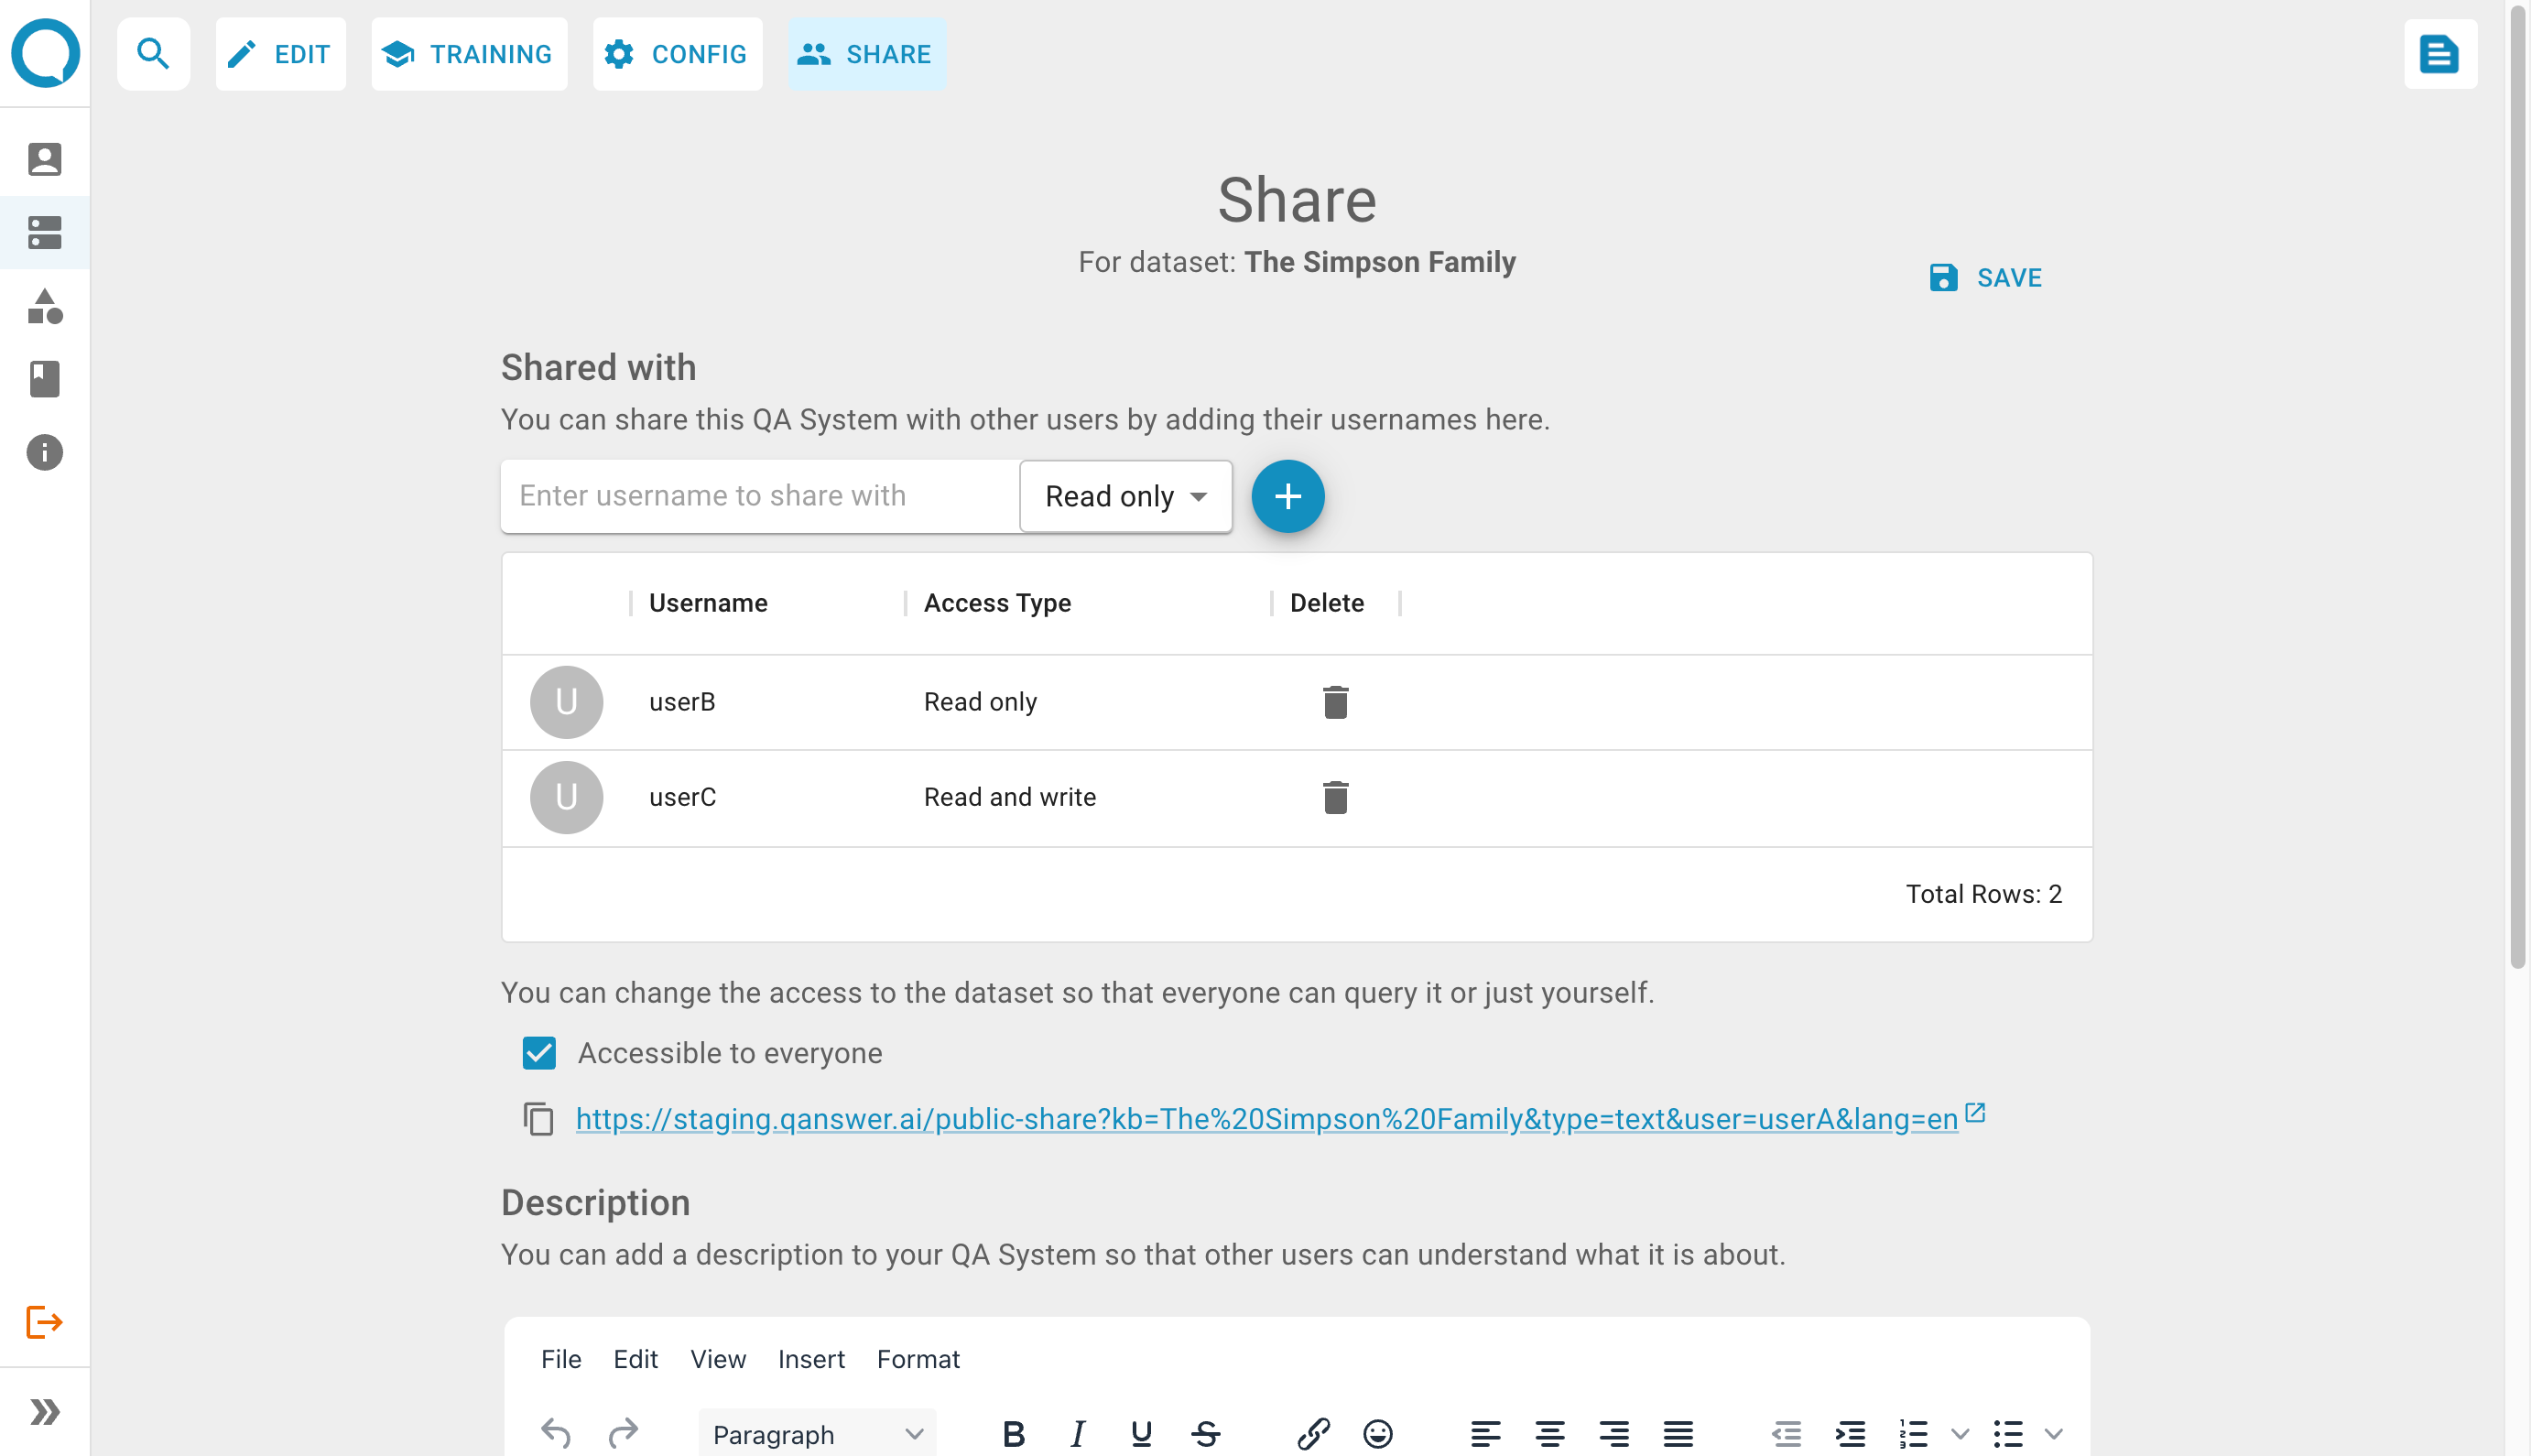 EDIT
TRAINING
CONFIG
SHARE
Share
For dataset: The Simpson Family
SAVE
Shared with
You can share this QA System with other users by adding their usernames here.
Enter username to share with
Read only
Username
Access Type
Delete
U
userB
Read only
U
userC
Read and write
Total Rows: 2
You can change the access to the dataset so that everyone can query it or just yourself.
Accessible to everyone
https://staging.qanswer.ai/public-share?kb=The%20Simpson%20Family&type=text&user=userA&lang=en
Description
You can add a description to your QA System so that other users can understand what it is about.
File Edit View Insert Format
Paragraph